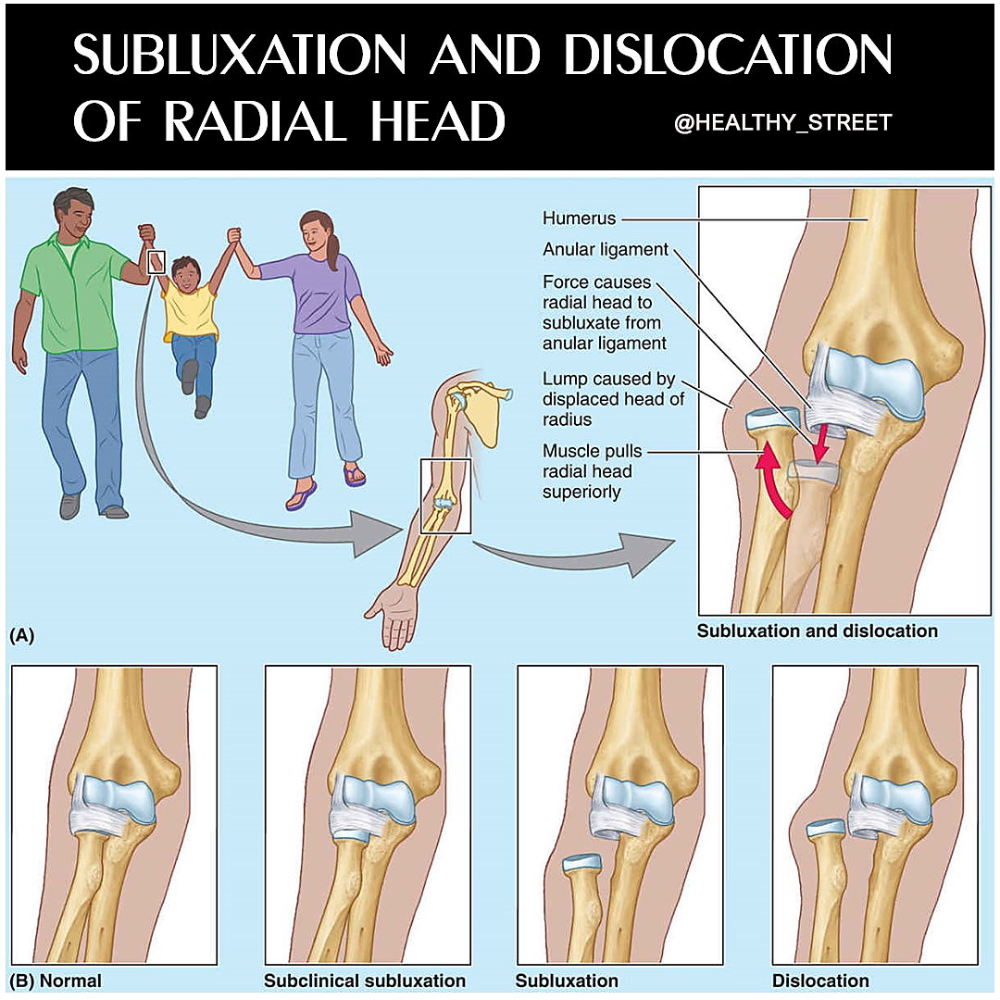 SUBLUXATION AND DISLOCATION
OF RADIAL HEAD
@HEALTHY_STREET
Humerus
Anular ligament
Force causes
radial head to
subluxate from
anular ligament
Lump caused by
displaced head of
radius
Muscle pulls
radial head
superiorly
(A)
Subluxation and dislocation
(B) Normal
Subclinical subluxation
Subluxation
Dislocation